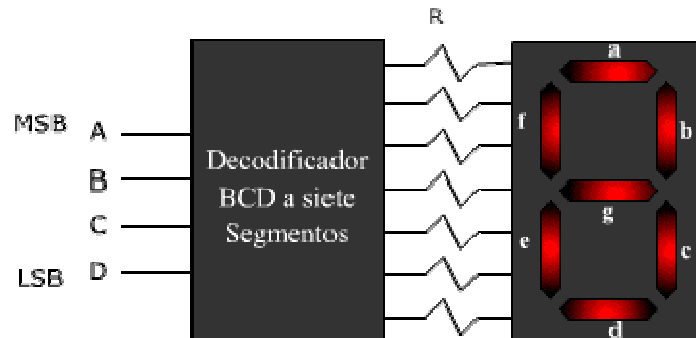 R
MSB A
B
C
LSB D
Decodificador
BCD a siete
Segmentos
a
f
b
g
e
c
d